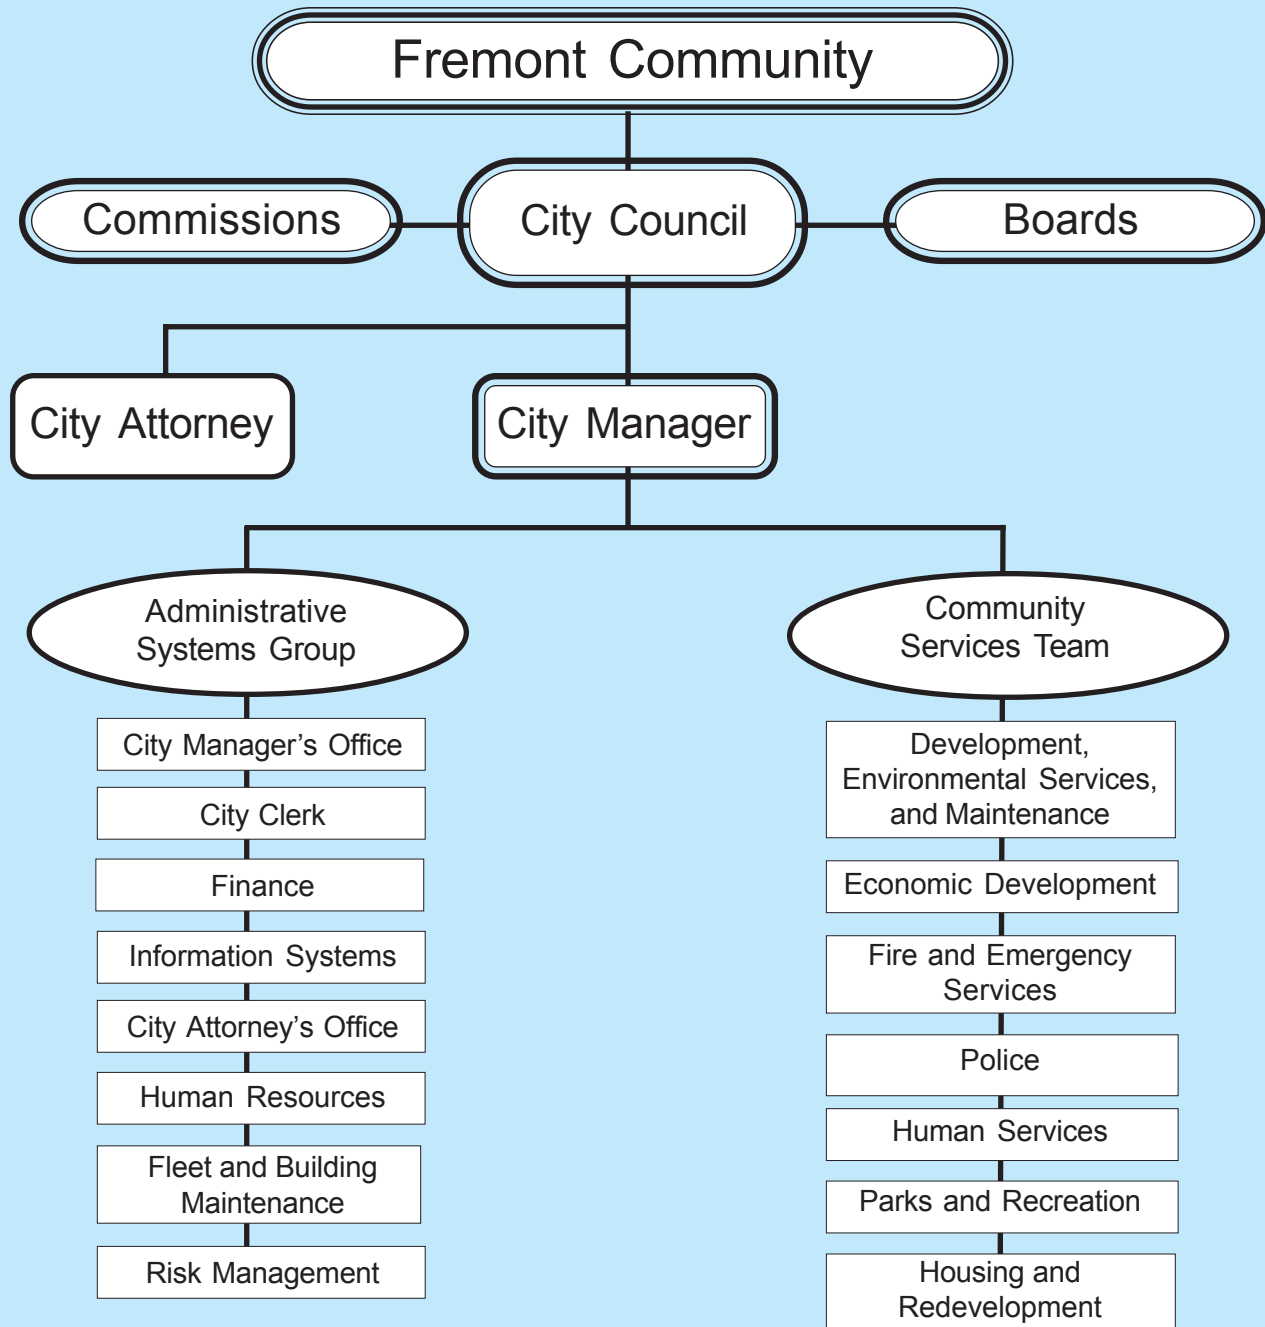 Fremont Community
Commissions
City Council
Boards
City Attorney
City Manager
Administrative
Systems Group
City Manager’s Office
City Clerk
Finance
Information Systems
City Attorney’s Office
Human Resources
Fleet and Building
Maintenance
Risk Management
Community
Services Team
Development,
Environmental Services,
and Maintenance
Economic Development
Fire and Emergency
Services
Police
Human Services
Parks and Recreation
Housing and
Redevelopment